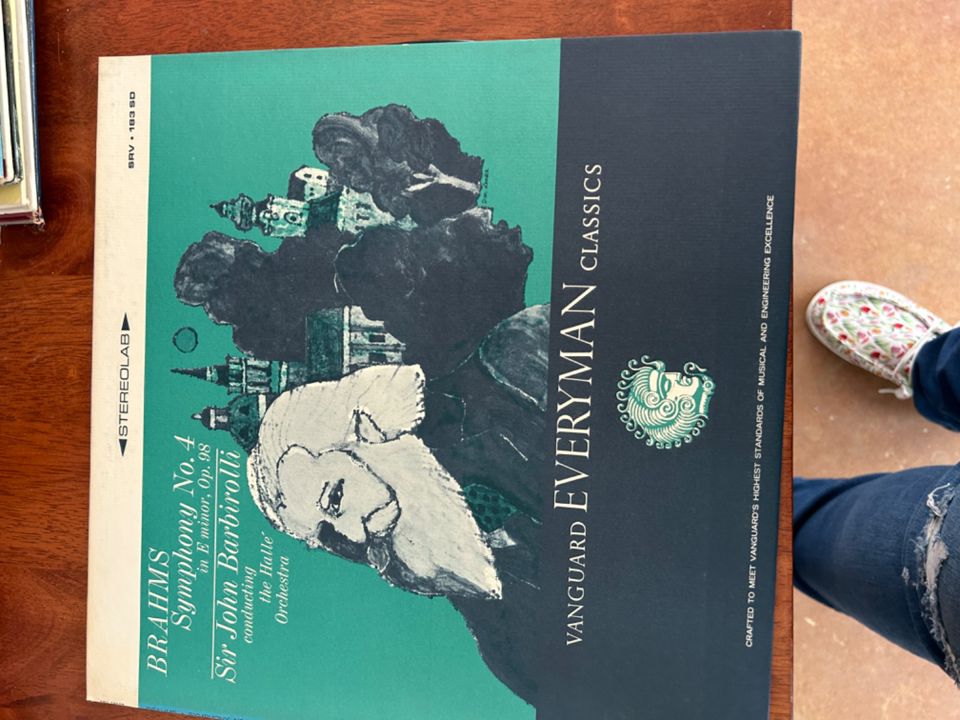 ◄STEREOLAB► SRV • 183 SD
BRAHMS
Symphony No. 4
in E minor, Op. 98
Sir John Barbirolli
conducting
the Hallé
Orchestra
VANGUARD EVERYMAN CLASSICS
CRAFTED TO MEET VANGUARD'S HIGHEST STANDARDS OF MUSICAL AND ENGINEERING EXCELLENCE